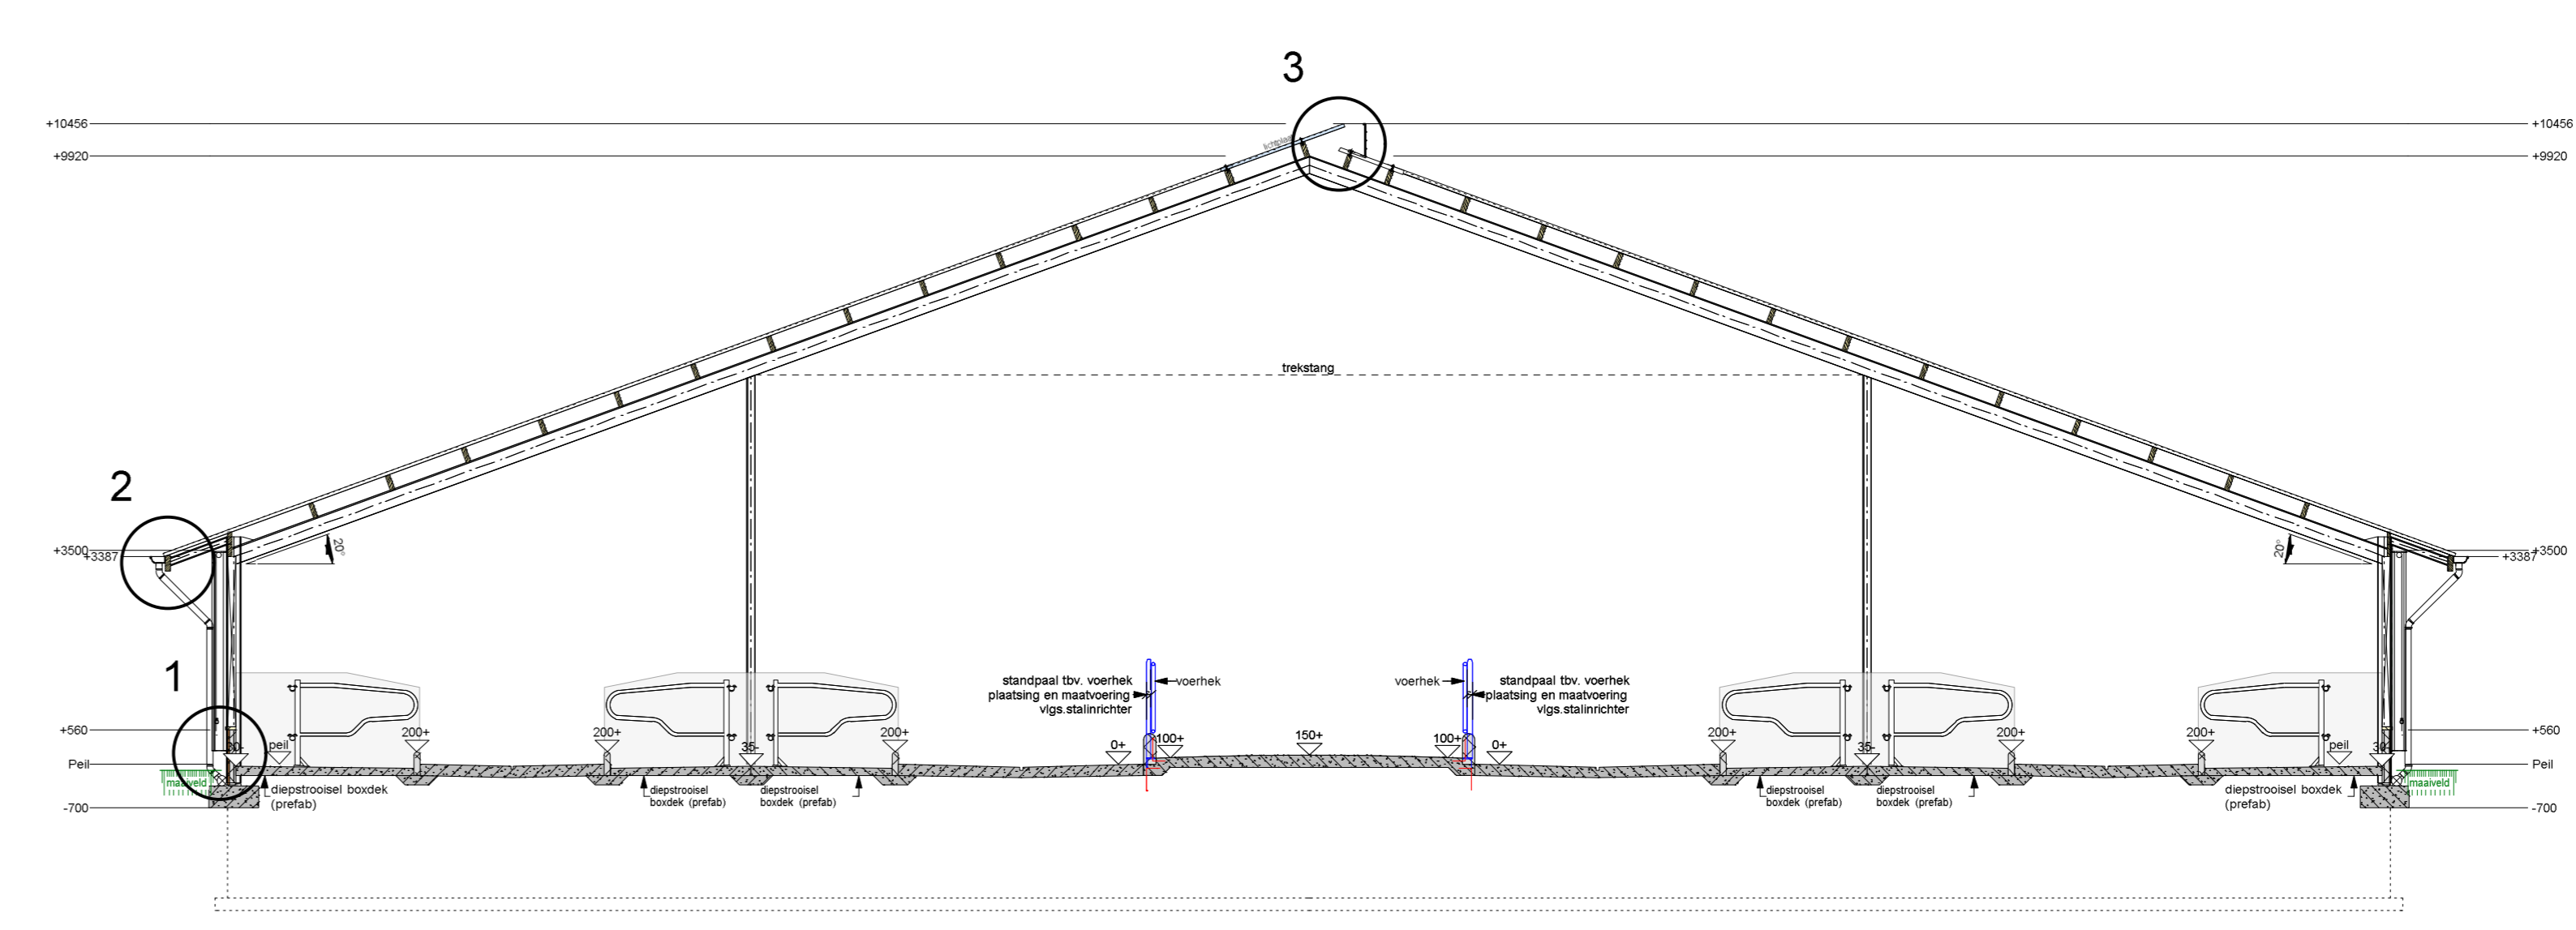 3
+10456
+10456
lichtplaat
+9920
+9920
trekstang
2
+3500
+3387
20°
20°
+3387
+3500
1
standpaal tbv. voerhek
plaatsing en maatvoering
vlgs.stalinrichter
voerhek
voerhek
standpaal tbv. voerhek
plaatsing en maatvoering
vlgs.stalinrichter
+560
+560
200+
200+
200+
200+
200+
200+
peil
35-
0+
100+
150+
100+
0+
35-
peil
Peil
Peil
maaiveld
maaiveld
diepstrooisel boxdek
(prefab)
diepstrooisel
boxdek (prefab)
diepstrooisel
boxdek (prefab)
diepstrooisel
boxdek (prefab)
diepstrooisel
boxdek (prefab)
diepstrooisel boxdek
(prefab)
-700
-700